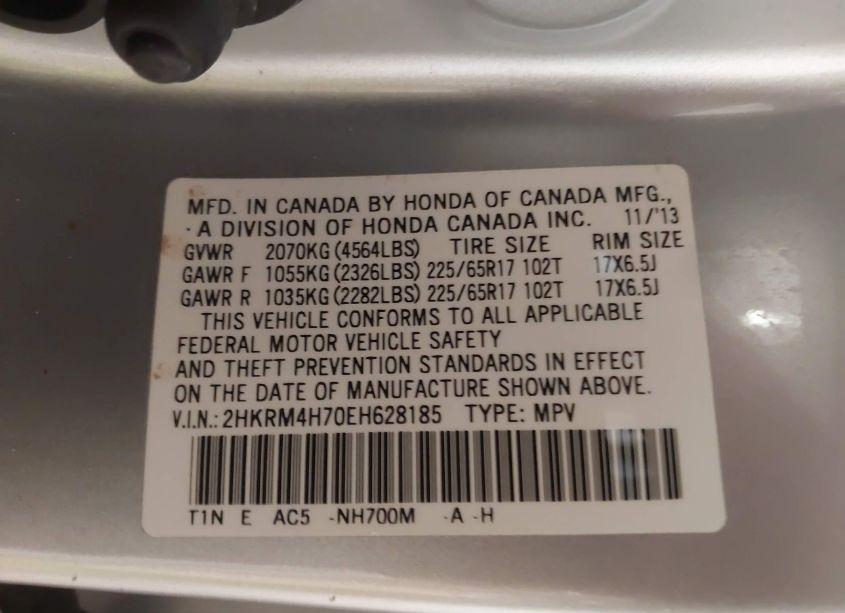 MFD. IN CANADA BY HONDA OF CANADA MFG.,
A DIVISION OF HONDA CANADA INC. 11/'13
GVWR 2070KG (4564LBS) TIRE SIZE RIM SIZE
GAWR F 1055KG (2326LBS) 225/65R17 102T 17X6.5J
GAWR R 1035KG (2282LBS) 225/65R17 102T 17X6.5J
THIS VEHICLE CONFORMS TO ALL APPLICABLE
FEDERAL MOTOR VEHICLE SAFETY
AND THEFT PREVENTION STANDARDS IN EFFECT
ON THE DATE OF MANUFACTURE SHOWN ABOVE.
V.I.N.: 2HKRM4H70EH628185 TYPE: MPV
T1N E AC5 -NH700M -A -H